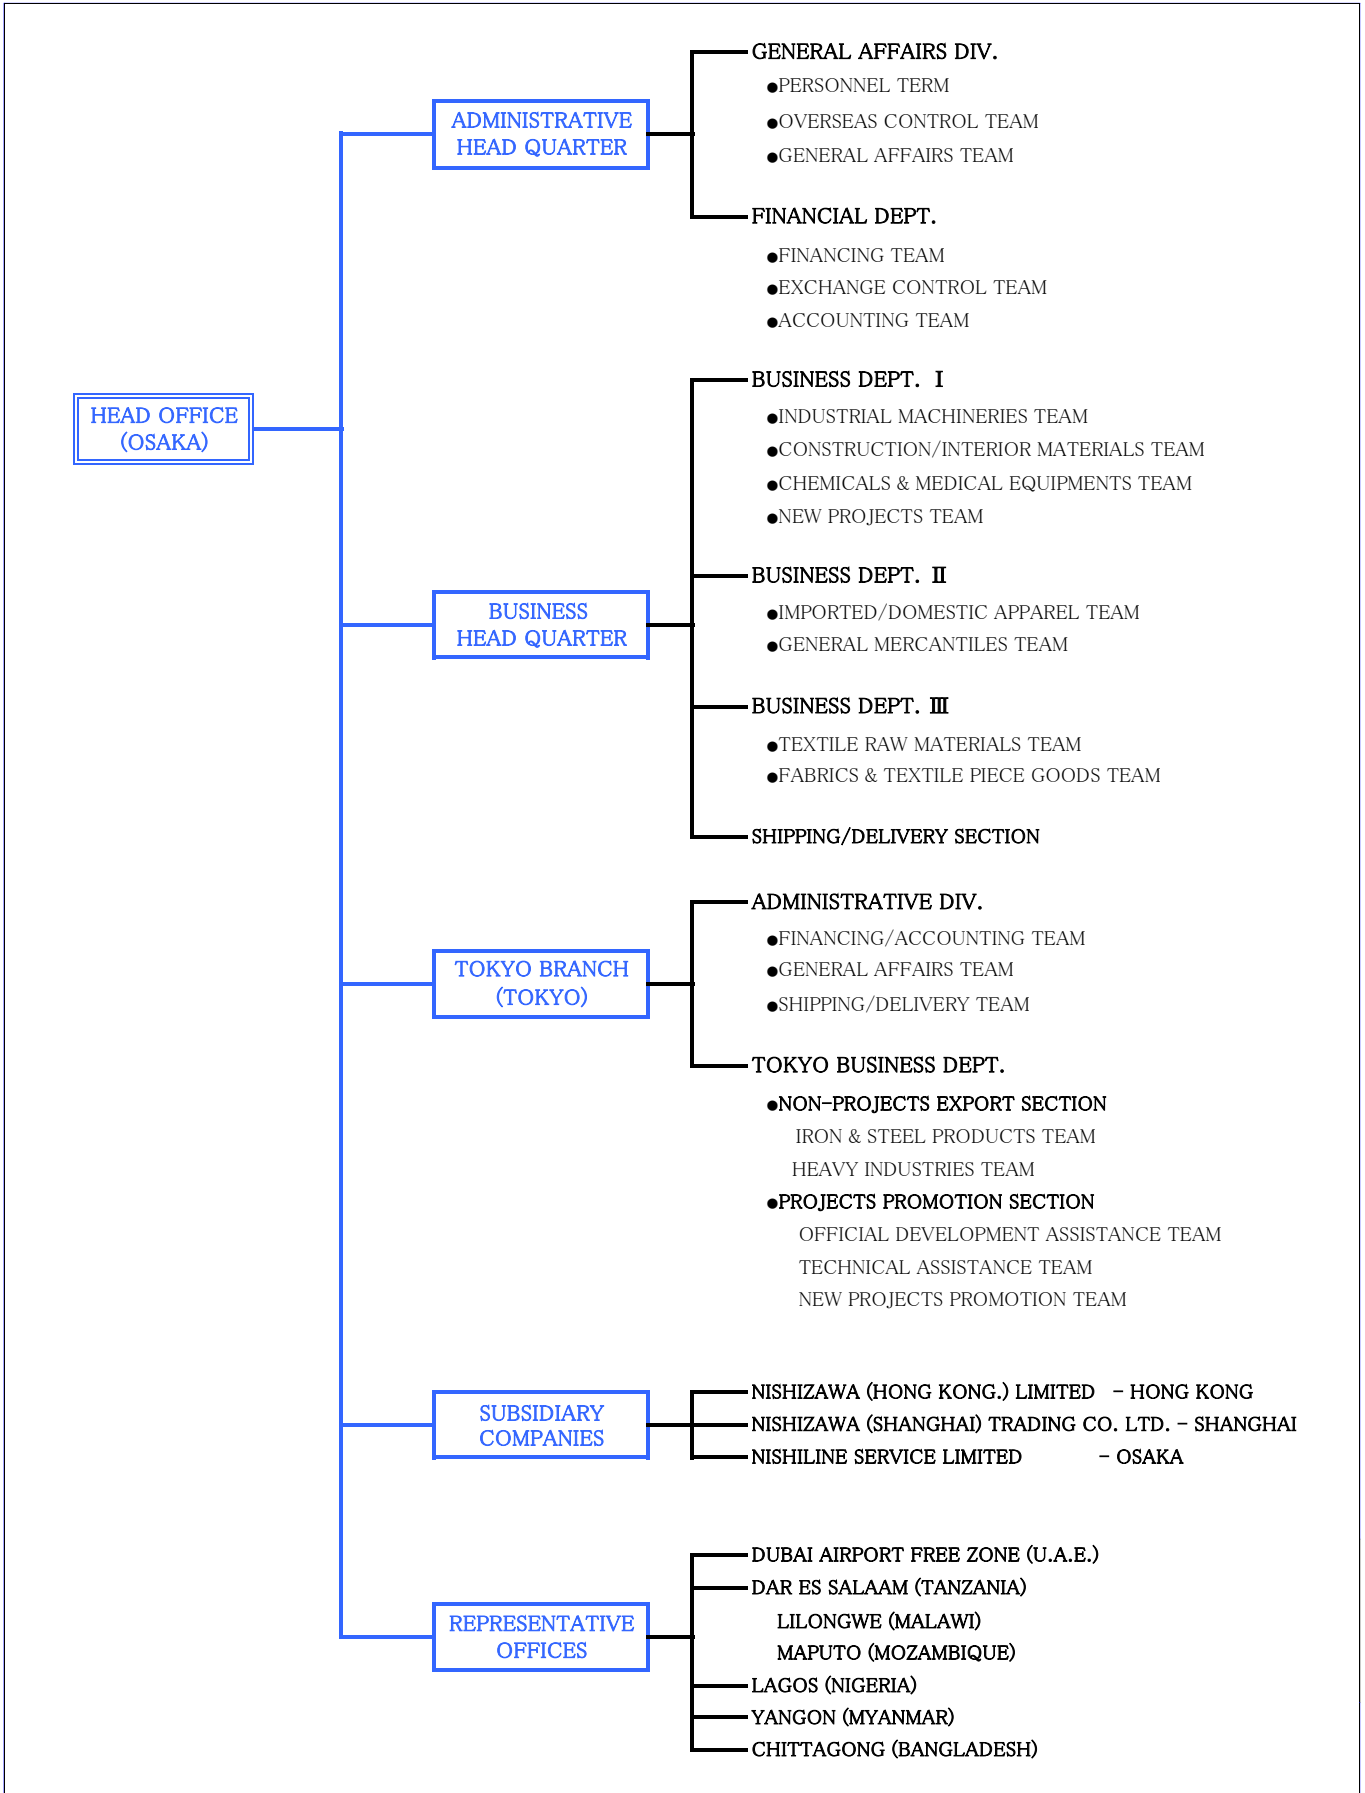 HEAD OFFICE
(OSAKA)
ADMINISTRATIVE
HEAD QUARTER
GENERAL AFFAIRS DIV.
●PERSONNEL TERM
●OVERSEAS CONTROL TEAM
●GENERAL AFFAIRS TEAM
FINANCIAL DEPT.
●FINANCING TEAM
●EXCHANGE CONTROL TEAM
●ACCOUNTING TEAM
BUSINESS
HEAD QUARTER
BUSINESS DEPT. Ⅰ
●INDUSTRIAL MACHINERIES TEAM
●CONSTRUCTION/INTERIOR MATERIALS TEAM
●CHEMICALS & MEDICAL EQUIPMENTS TEAM
●NEW PROJECTS TEAM
BUSINESS DEPT. Ⅱ
●IMPORTED/DOMESTIC APPAREL TEAM
●GENERAL MERCANTILES TEAM
BUSINESS DEPT. Ⅲ
●TEXTILE RAW MATERIALS TEAM
●FABRICS & TEXTILE PIECE GOODS TEAM
SHIPPING/DELIVERY SECTION
TOKYO BRANCH
(TOKYO)
ADMINISTRATIVE DIV.
●FINANCING/ACCOUNTING TEAM
●GENERAL AFFAIRS TEAM
●SHIPPING/DELIVERY TEAM
TOKYO BUSINESS DEPT.
●NON-PROJECTS EXPORT SECTION
IRON & STEEL PRODUCTS TEAM
HEAVY INDUSTRIES TEAM
●PROJECTS PROMOTION SECTION
OFFICIAL DEVELOPMENT ASSISTANCE TEAM
TECHNICAL ASSISTANCE TEAM
NEW PROJECTS PROMOTION TEAM
SUBSIDIARY
COMPANIES
NISHIZAWA (HONG KONG.) LIMITED - HONG KONG
NISHIZAWA (SHANGHAI) TRADING CO. LTD. - SHANGHAI
NISHILINE SERVICE LIMITED - OSAKA
REPRESENTATIVE
OFFICES
DUBAI AIRPORT FREE ZONE (U.A.E.)
DAR ES SALAAM (TANZANIA)
LILONGWE (MALAWI)
MAPUTO (MOZAMBIQUE)
LAGOS (NIGERIA)
YANGON (MYANMAR)
CHITTAGONG (BANGLADESH)